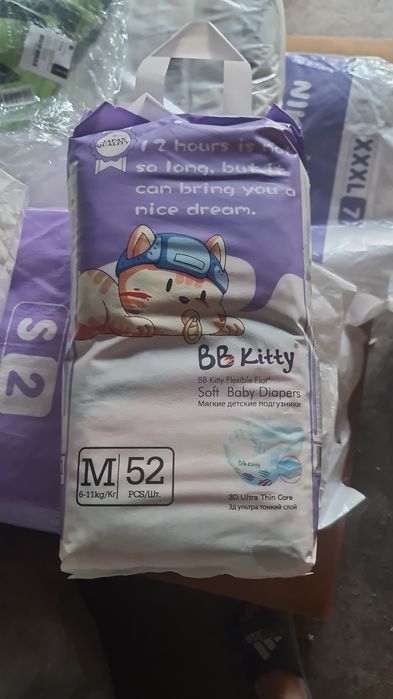 12 hours is not
so long, but it
can bring you a
nice dream.
BB Kitty®
BB Kitty Flexible Flat*
Soft Baby Diapers
Мягкие детские подгузники
BB Kitty
M 52
6-11kg/Кг PCS/Шт.
3D Ultra Thin Core
3д ультра тонкий слой
S 2
XXXL